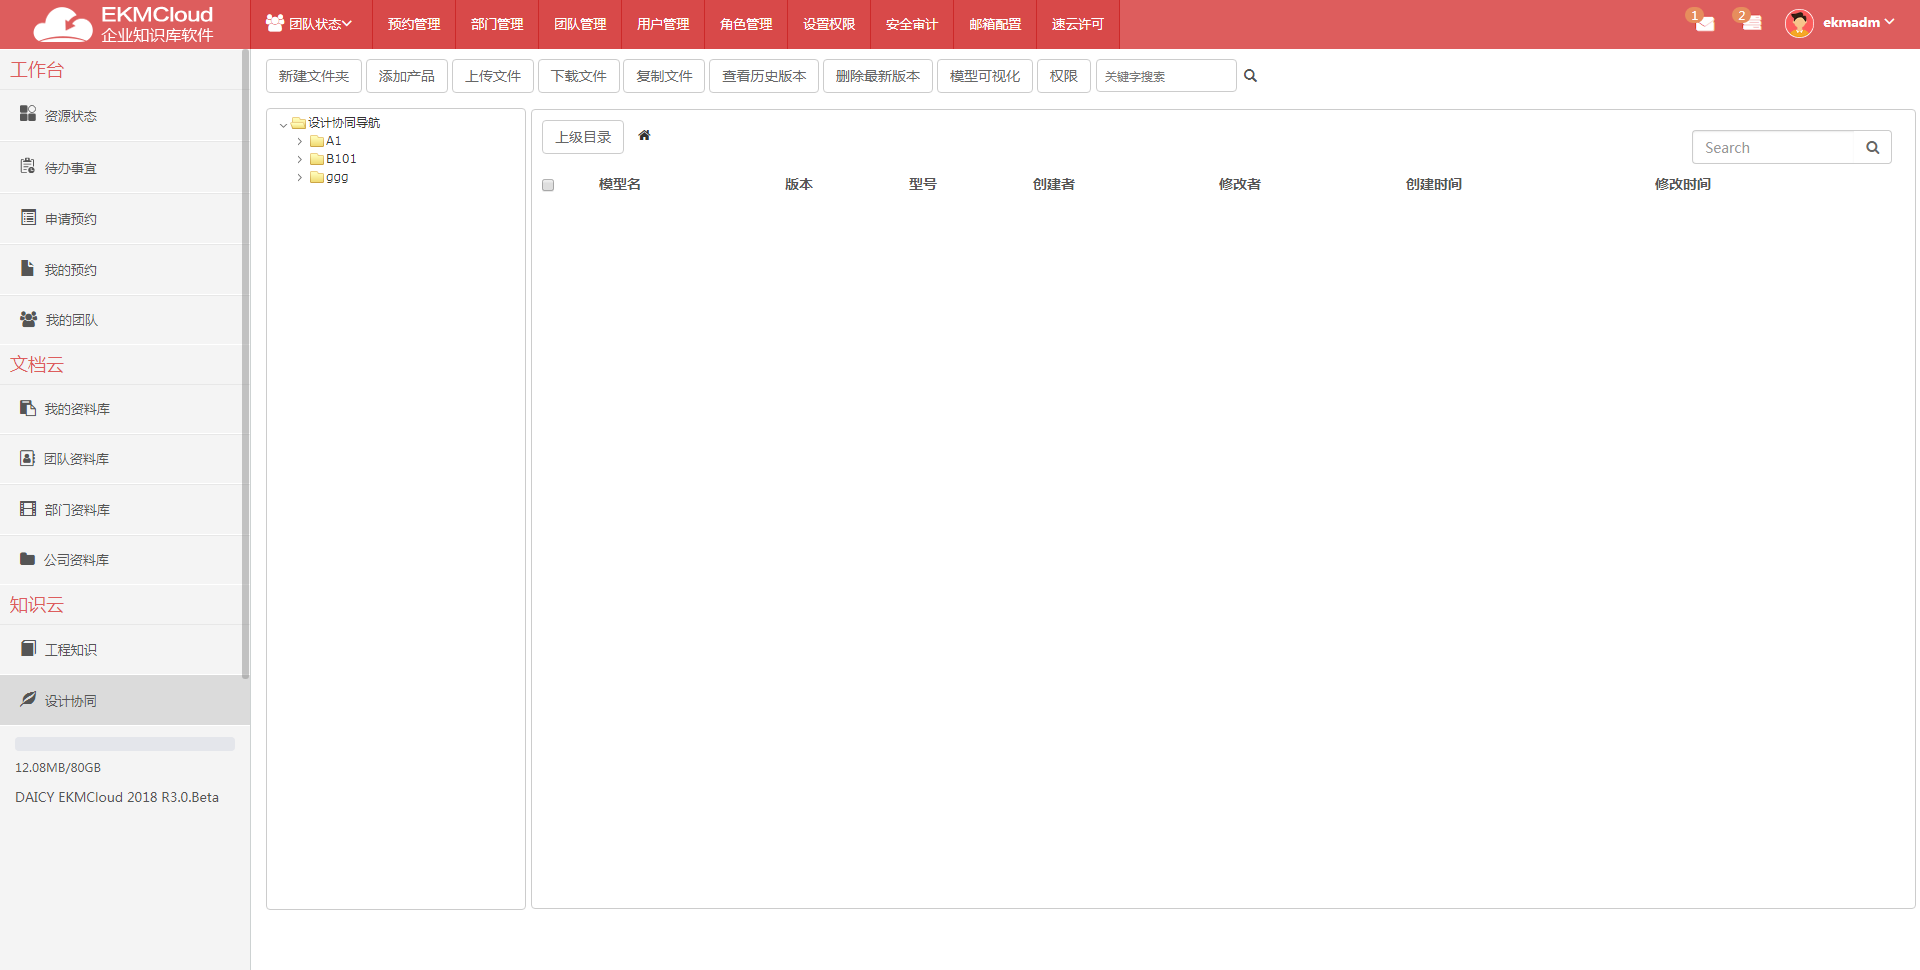 EKMCloud
企业知识库软件
团队状态
预约管理
部门管理
团队管理
用户管理
角色管理
设置权限
安全审计
邮箱配置
速云许可
1
2
ekmadm
工作台
资源状态
待办事宜
申请预约
我的预约
我的团队
文档云
我的资料库
团队资料库
部门资料库
公司资料库
知识云
工程知识
设计协同
12.08MB/80GB
DAICY EKMCloud 2018 R3.0.Beta
新建文件夹
添加产品
上传文件
下载文件
复制文件
查看历史版本
删除最新版本
模型可视化
权限
关键字搜索
设计协同导航
A1
B101
ggg
上级目录
Search
模型名
版本
型号
创建者
修改者
创建时间
修改时间